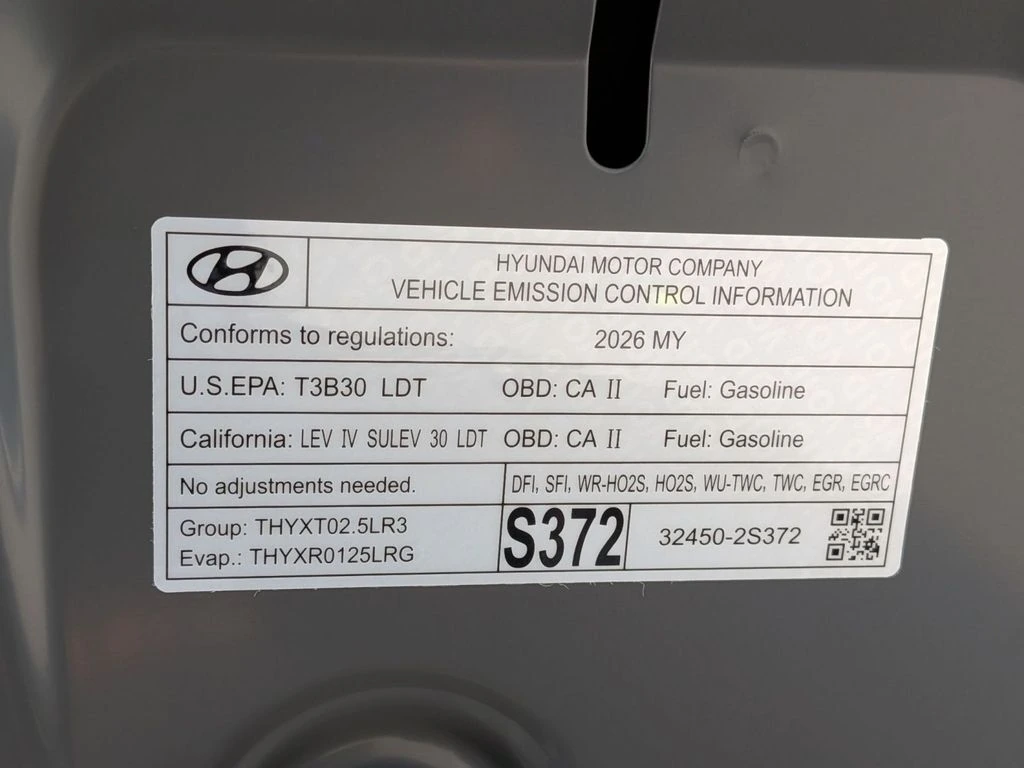 HYUNDAI MOTOR COMPANY
VEHICLE EMISSION CONTROL INFORMATION
Conforms to regulations: 2026 MY
U.S.EPA: T3B30 LDT OBD: CA II Fuel: Gasoline
California: LEV IV SULEV 30 LDT OBD: CA II Fuel: Gasoline
No adjustments needed. DFI, SFI, WR-HO2S, HO2S, WU-TWC, TWC, EGR, EGRC
Group: THYXT02.5LR3
Evap.: THYXR0125LRG
S372 32450-2S372